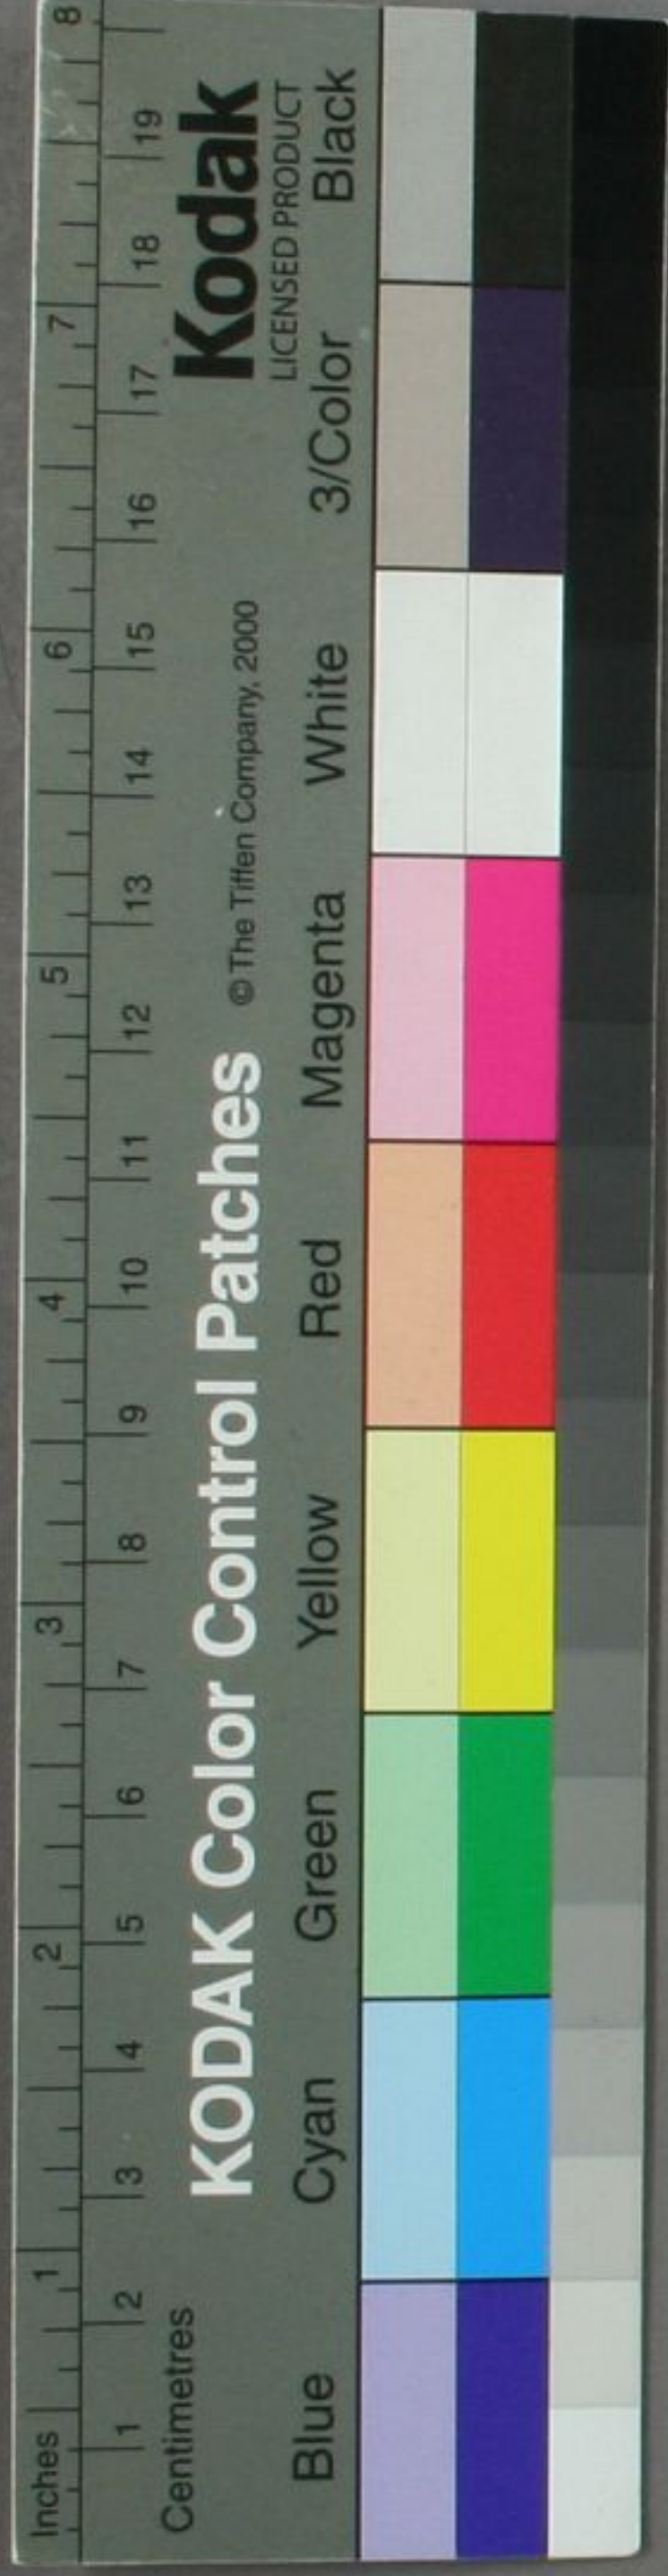 Inches 1 2 3 4 5 6 7 8
Centimetres 1 2 3 4 5 6 7 8 9 10 11 12 13 14 15 16 17 18 19
KODAK Color Control Patches © The Tiffen Company, 2000 Kodak
LICENSED PRODUCT
Blue Cyan Green Yellow Red Magenta White 3/Color Black